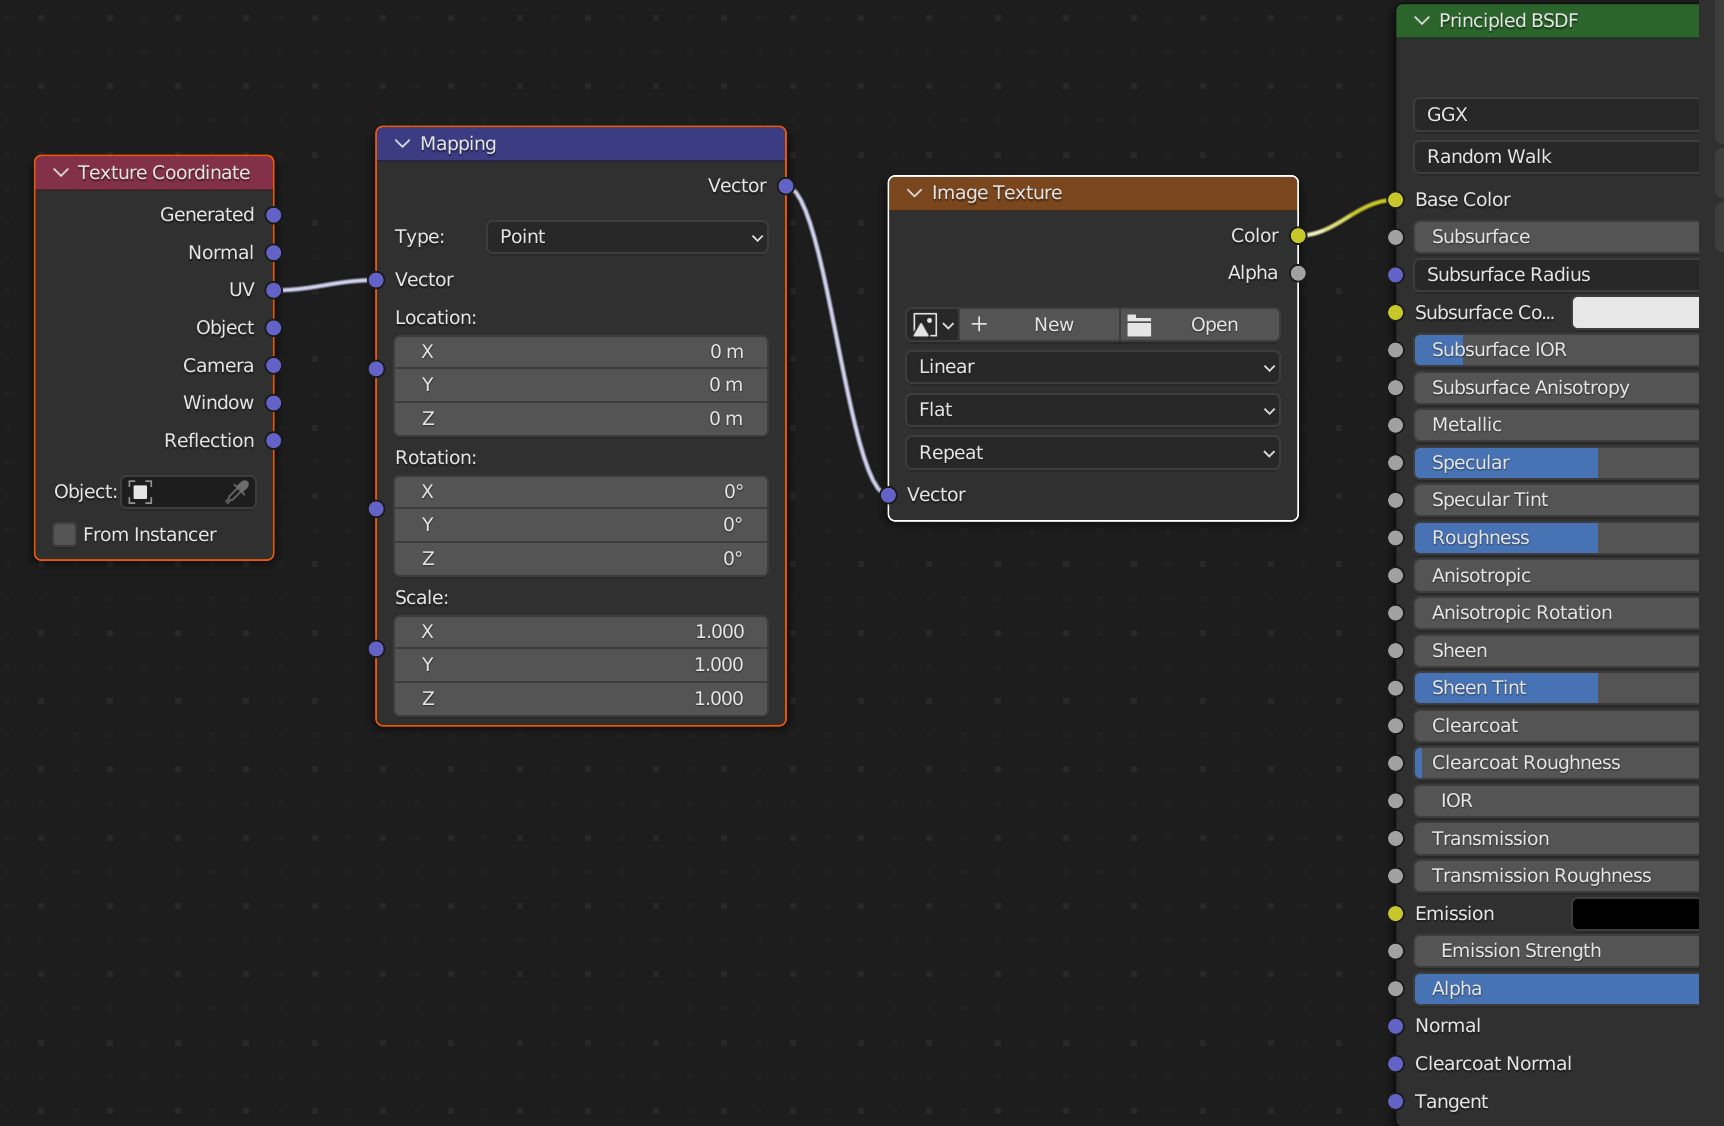 Texture Coordinate
Generated
Normal
UV
Object
Camera
Window
Reflection
Object:
From Instancer
Mapping
Vector
Type: Point
Vector
Location:
X 0 m
Y 0 m
Z 0 m
Rotation:
X 0°
Y 0°
Z 0°
Scale:
X 1.000
Y 1.000
Z 1.000
Image Texture
Color
Alpha
New Open
Linear
Flat
Repeat
Vector
Principled BSDF
GGX
Random Walk
Base Color
Subsurface
Subsurface Radius
Subsurface Co...
Subsurface IOR
Subsurface Anisotropy
Metallic
Specular
Specular Tint
Roughness
Anisotropic
Anisotropic Rotation
Sheen
Sheen Tint
Clearcoat
Clearcoat Roughness
IOR
Transmission
Transmission Roughness
Emission
Emission Strength
Alpha
Normal
Clearcoat Normal
Tangent